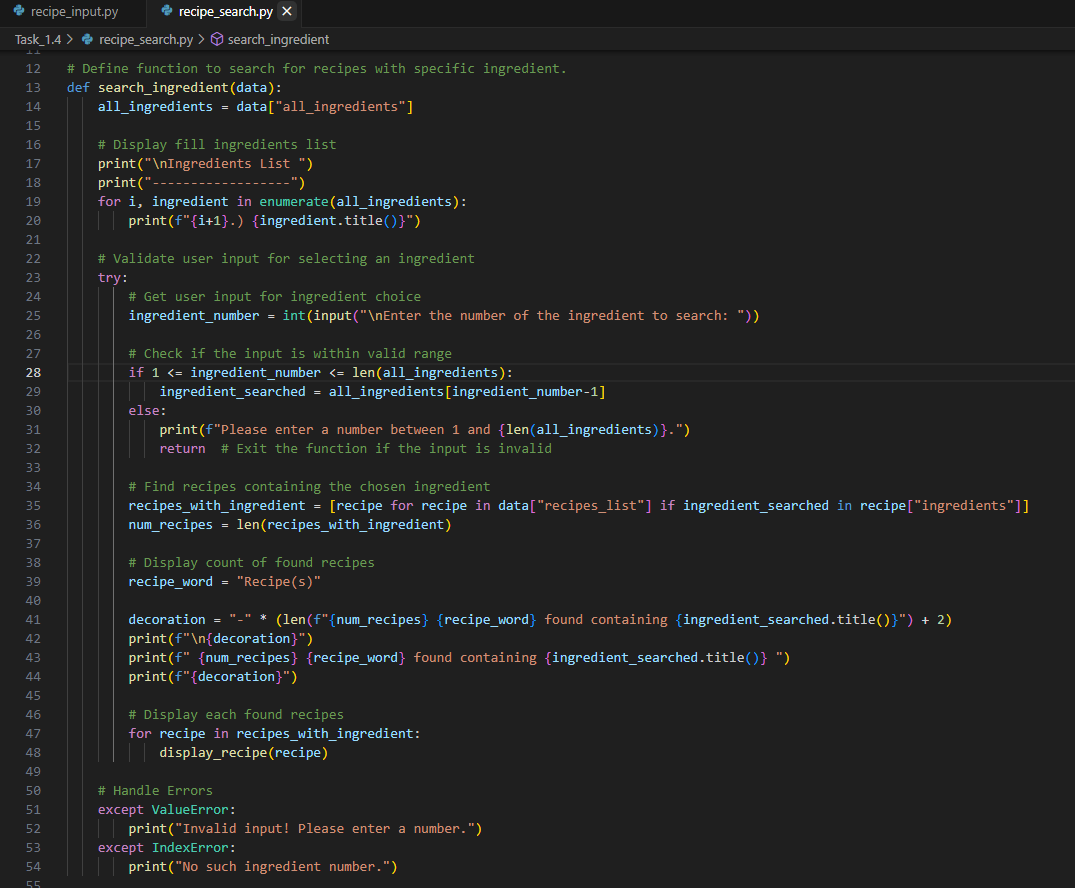 recipe_input.py recipe_search.py
Task_1.4 > recipe_search.py > search_ingredient
11
12 # Define function to search for recipes with specific ingredient.
13 def search_ingredient(data):
14     all_ingredients = data["all_ingredients"]
15
16     # Display fill ingredients list
17     print("\nIngredients List ")
18     print("------------------")
19     for i, ingredient in enumerate(all_ingredients):
20         print(f"{i+1}.) {ingredient.title()}")
21
22     # Validate user input for selecting an ingredient
23     try:
24         # Get user input for ingredient choice
25         ingredient_number = int(input("\nEnter the number of the ingredient to search: "))
26
27         # Check if the input is within valid range
28         if 1 <= ingredient_number <= len(all_ingredients):
29             ingredient_searched = all_ingredients[ingredient_number-1]
30         else:
31             print(f"Please enter a number between 1 and {len(all_ingredients)}.")
32             return  # Exit the function if the input is invalid
33
34         # Find recipes containing the chosen ingredient
35         recipes_with_ingredient = [recipe for recipe in data["recipes_list"] if ingredient_searched in recipe["ingredients"]]
36         num_recipes = len(recipes_with_ingredient)
37
38         # Display count of found recipes
39         recipe_word = "Recipe(s)"
40
41         decoration = "-" * (len(f"{num_recipes} {recipe_word} found containing {ingredient_searched.title()}") + 2)
42         print(f"\n{decoration}")
43         print(f" {num_recipes} {recipe_word} found containing {ingredient_searched.title()} ")
44         print(f"{decoration}")
45
46         # Display each found recipes
47         for recipe in recipes_with_ingredient:
48             display_recipe(recipe)
49
50     # Handle Errors
51     except ValueError:
52         print("Invalid input! Please enter a number.")
53     except IndexError:
54         print("No such ingredient number.")
55